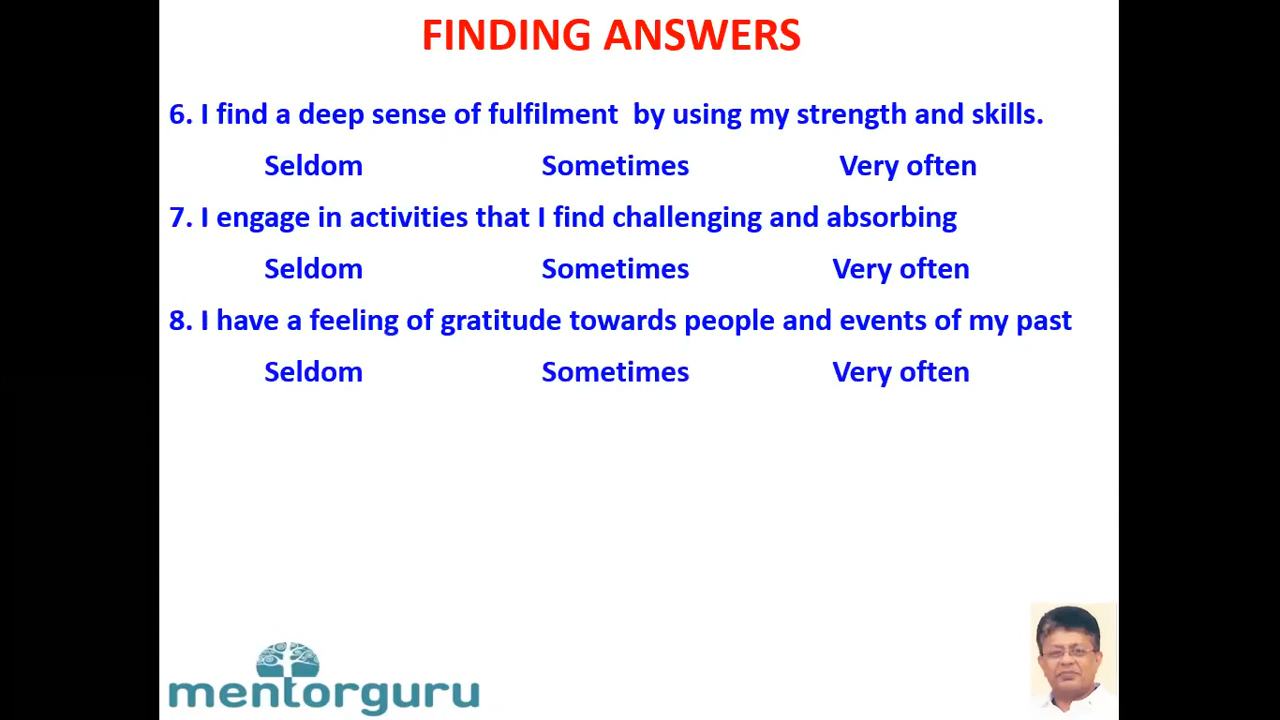 FINDING ANSWERS
6. I find a deep sense of fulfilment  by using my strength and skills.
Seldom Sometimes Very often
7. I engage in activities that I find challenging and absorbing
Seldom Sometimes Very often
8. I have a feeling of gratitude towards people and events of my past
Seldom Sometimes Very often
mentorguru